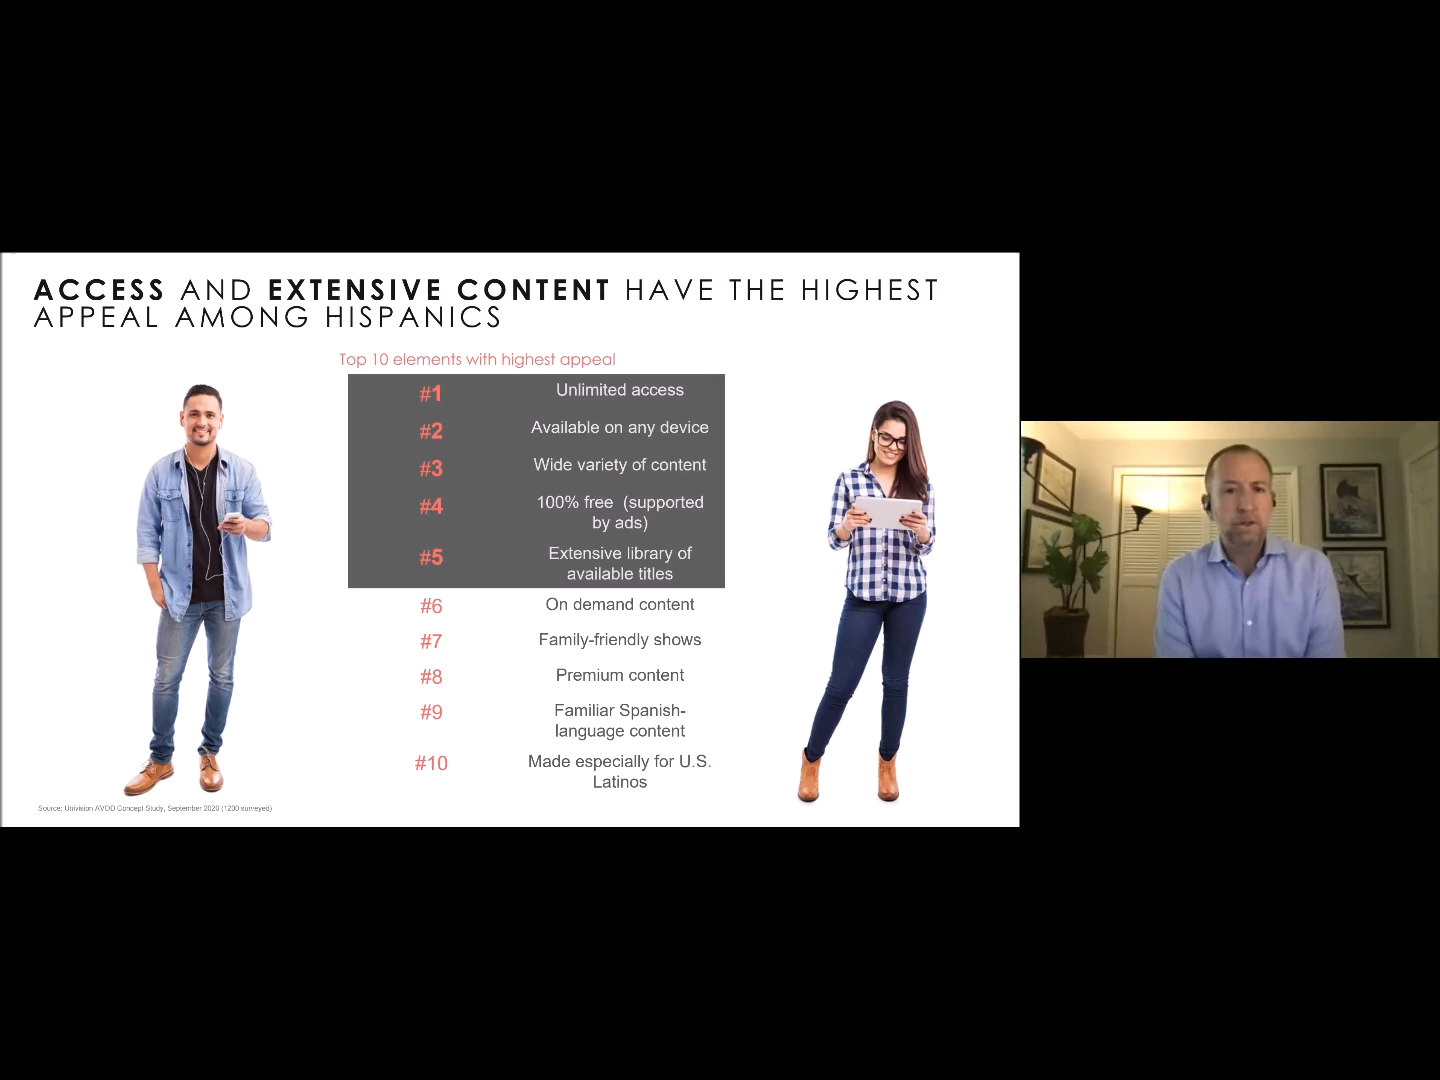 ACCESS AND EXTENSIVE CONTENT HAVE THE HIGHEST
APPEAL AMONG HISPANICS
Top 10 elements with highest appeal
#1 Unlimited access
#2 Available on any device
#3 Wide variety of content
#4 100% free (supported
by ads)
#5 Extensive library of
available titles
#6 On demand content
#7 Family-friendly shows
#8 Premium content
#9 Familiar Spanish-
language content
#10 Made especially for U.S.
Latinos
Source: Univision AVOD Concept Study, September 2020 (1200 surveyed)